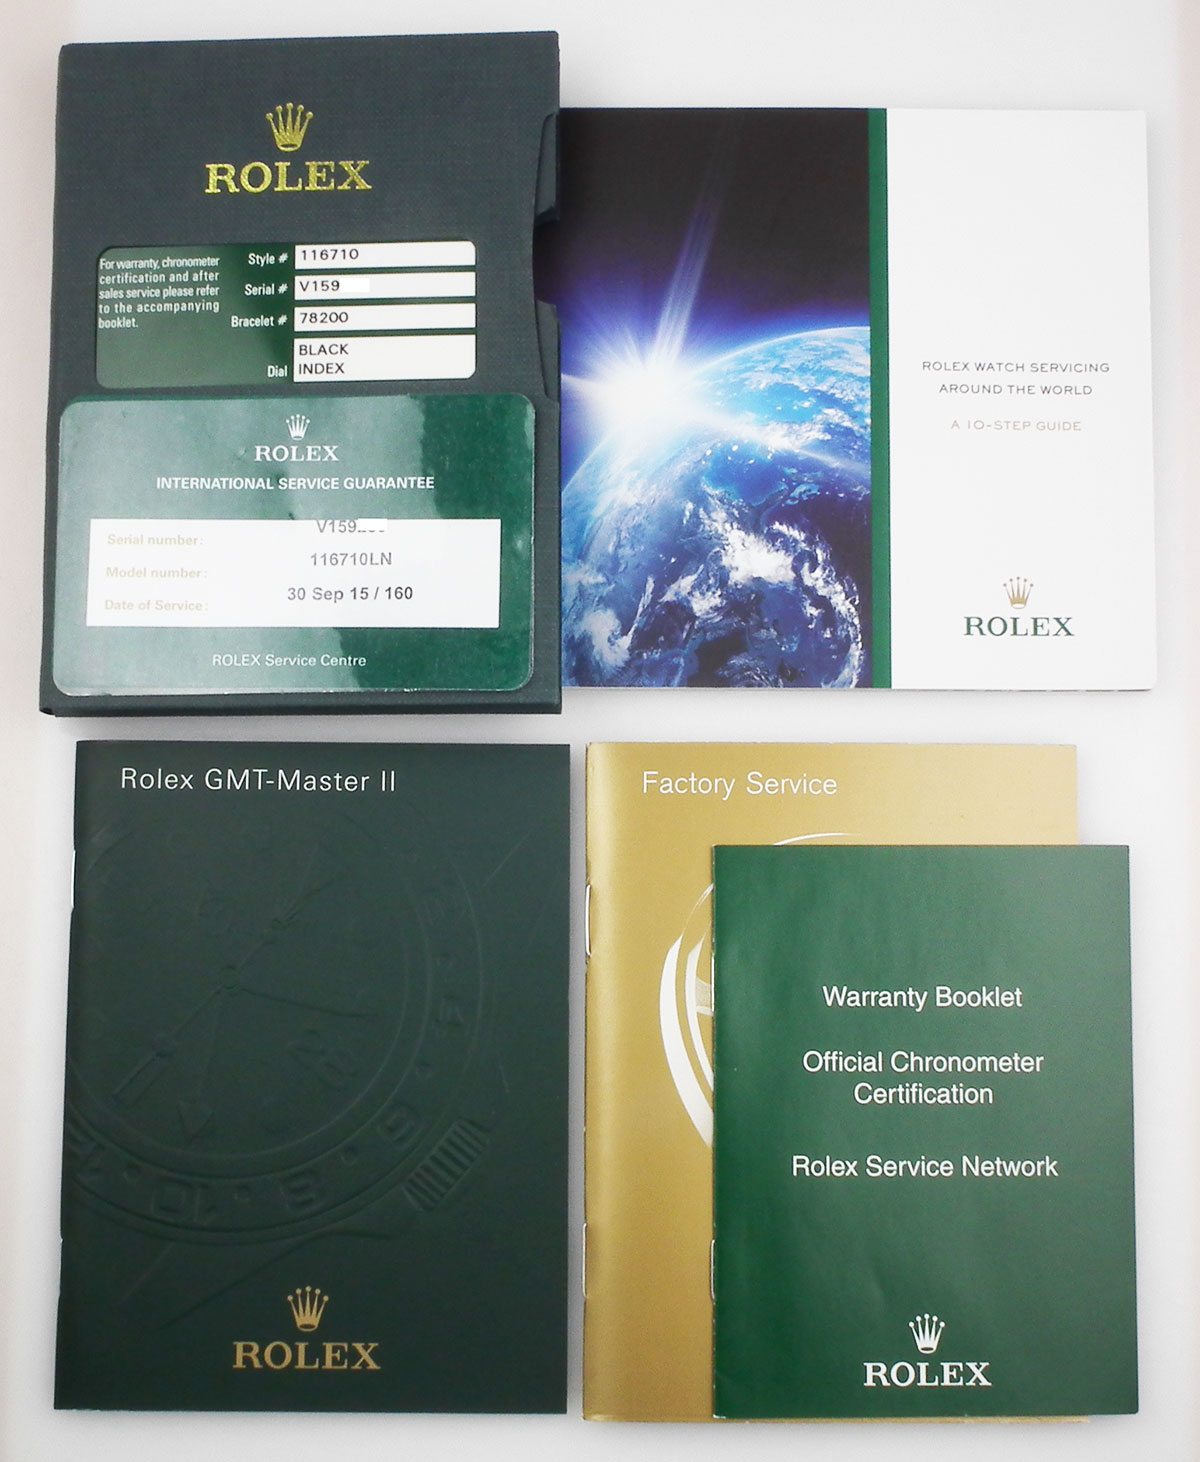 ROLEX
For warranty, chronometer
certification and after
sales service please refer
to the accompanying
booklet.
Style # 116710
Serial # V159
Bracelet # 78200
Dial BLACK
INDEX
ROLEX
INTERNATIONAL SERVICE GUARANTEE
Serial number: V159
Model number: 116710LN
Date of Service: 30 Sep 15 / 160
ROLEX Service Centre
ROLEX WATCH SERVICING
AROUND THE WORLD
A 10-STEP GUIDE
ROLEX
Rolex GMT-Master II
ROLEX
Factory Service
Warranty Booklet
Official Chronometer
Certification
Rolex Service Network
ROLEX